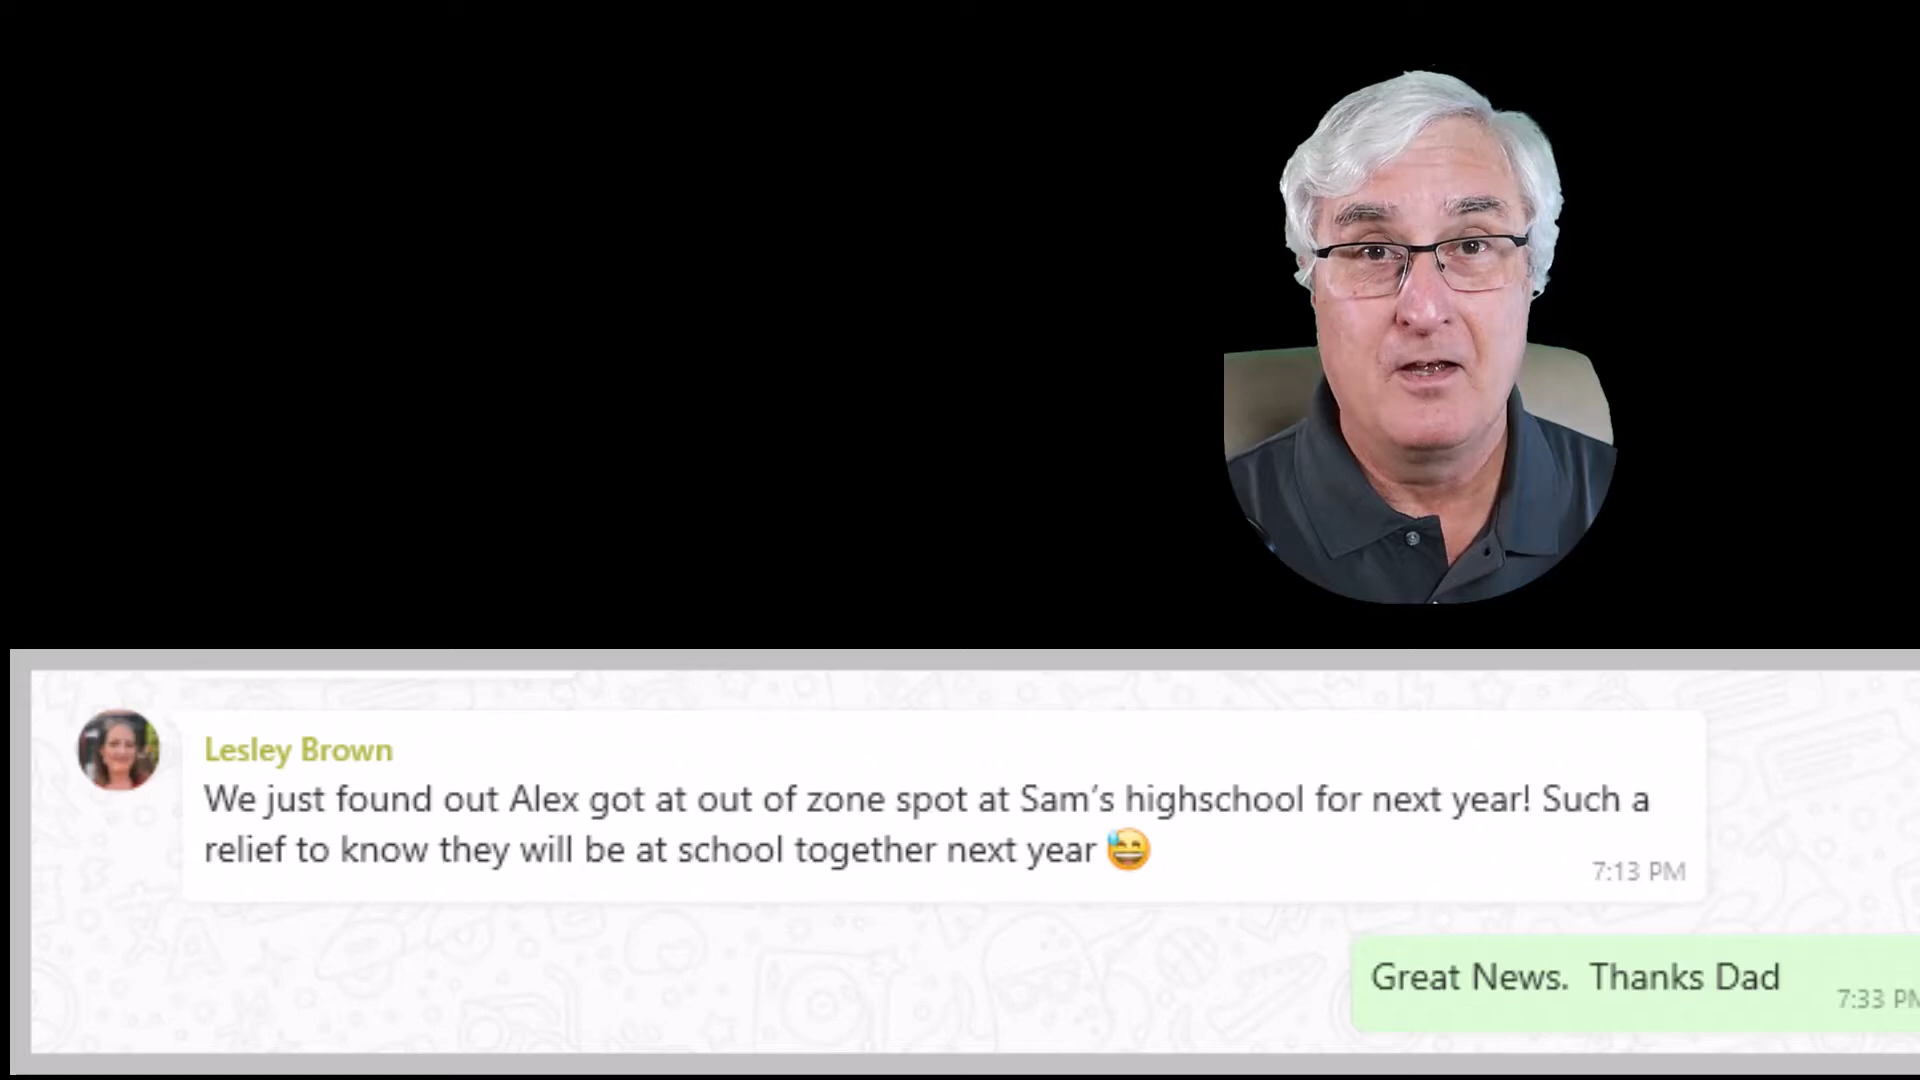 Lesley Brown
We just found out Alex got at out of zone spot at Sam’s highschool for next year! Such a
relief to know they will be at school together next year 😅
7:13 PM
Great News.  Thanks Dad
7:33 PM